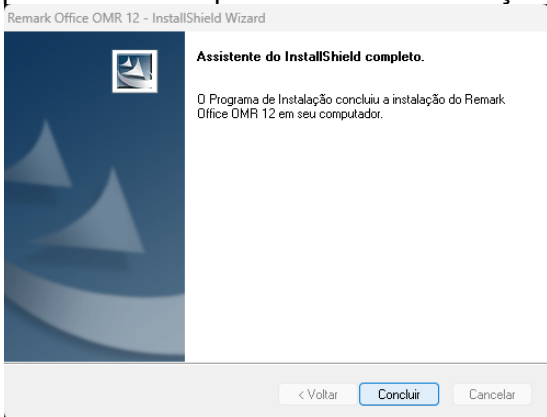 Remark Office OMR 12 - InstallShield Wizard
Assistente do InstallShield completo.
O Programa de Instalação concluiu a instalação do Remark
Office OMR 12 em seu computador.
< Voltar
Concluir
Cancelar